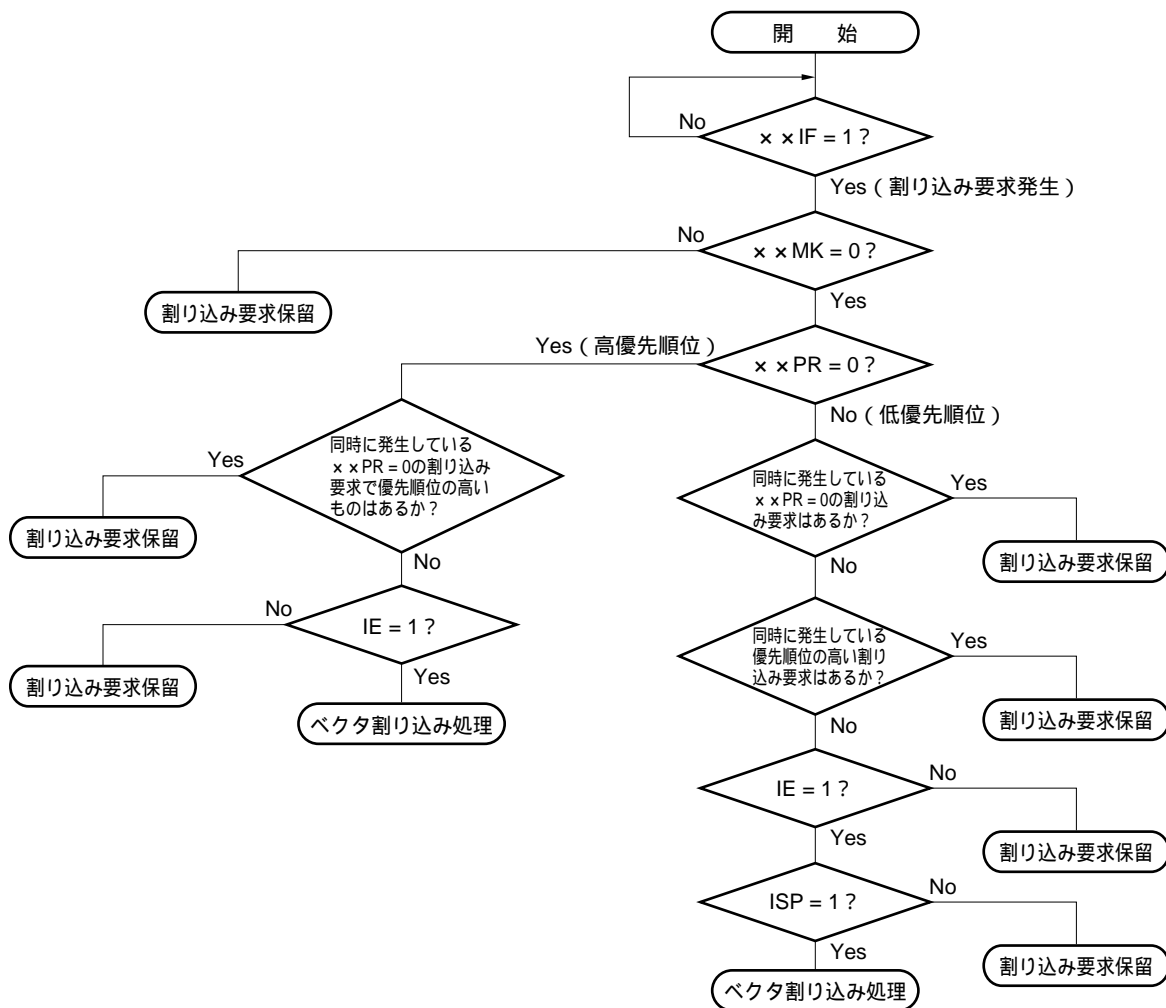 開　始
No
××IF = 1？
Yes（割り込み要求発生）
No
××MK = 0？
割り込み要求保留
Yes
Yes（高優先順位）
××PR = 0？
No（低優先順位）
Yes
同時に発生している
××PR = 0の割り込み
要求で優先順位の高い
ものはあるか？
割り込み要求保留
No
同時に発生している
××PR = 0の割り込
み要求はあるか？
Yes
割り込み要求保留
No
No
IE = 1？
割り込み要求保留
Yes
ベクタ割り込み処理
同時に発生している
優先順位の高い割り
込み要求はあるか？
Yes
割り込み要求保留
No
IE = 1？
No
割り込み要求保留
Yes
ISP = 1？
No
割り込み要求保留
Yes
ベクタ割り込み処理